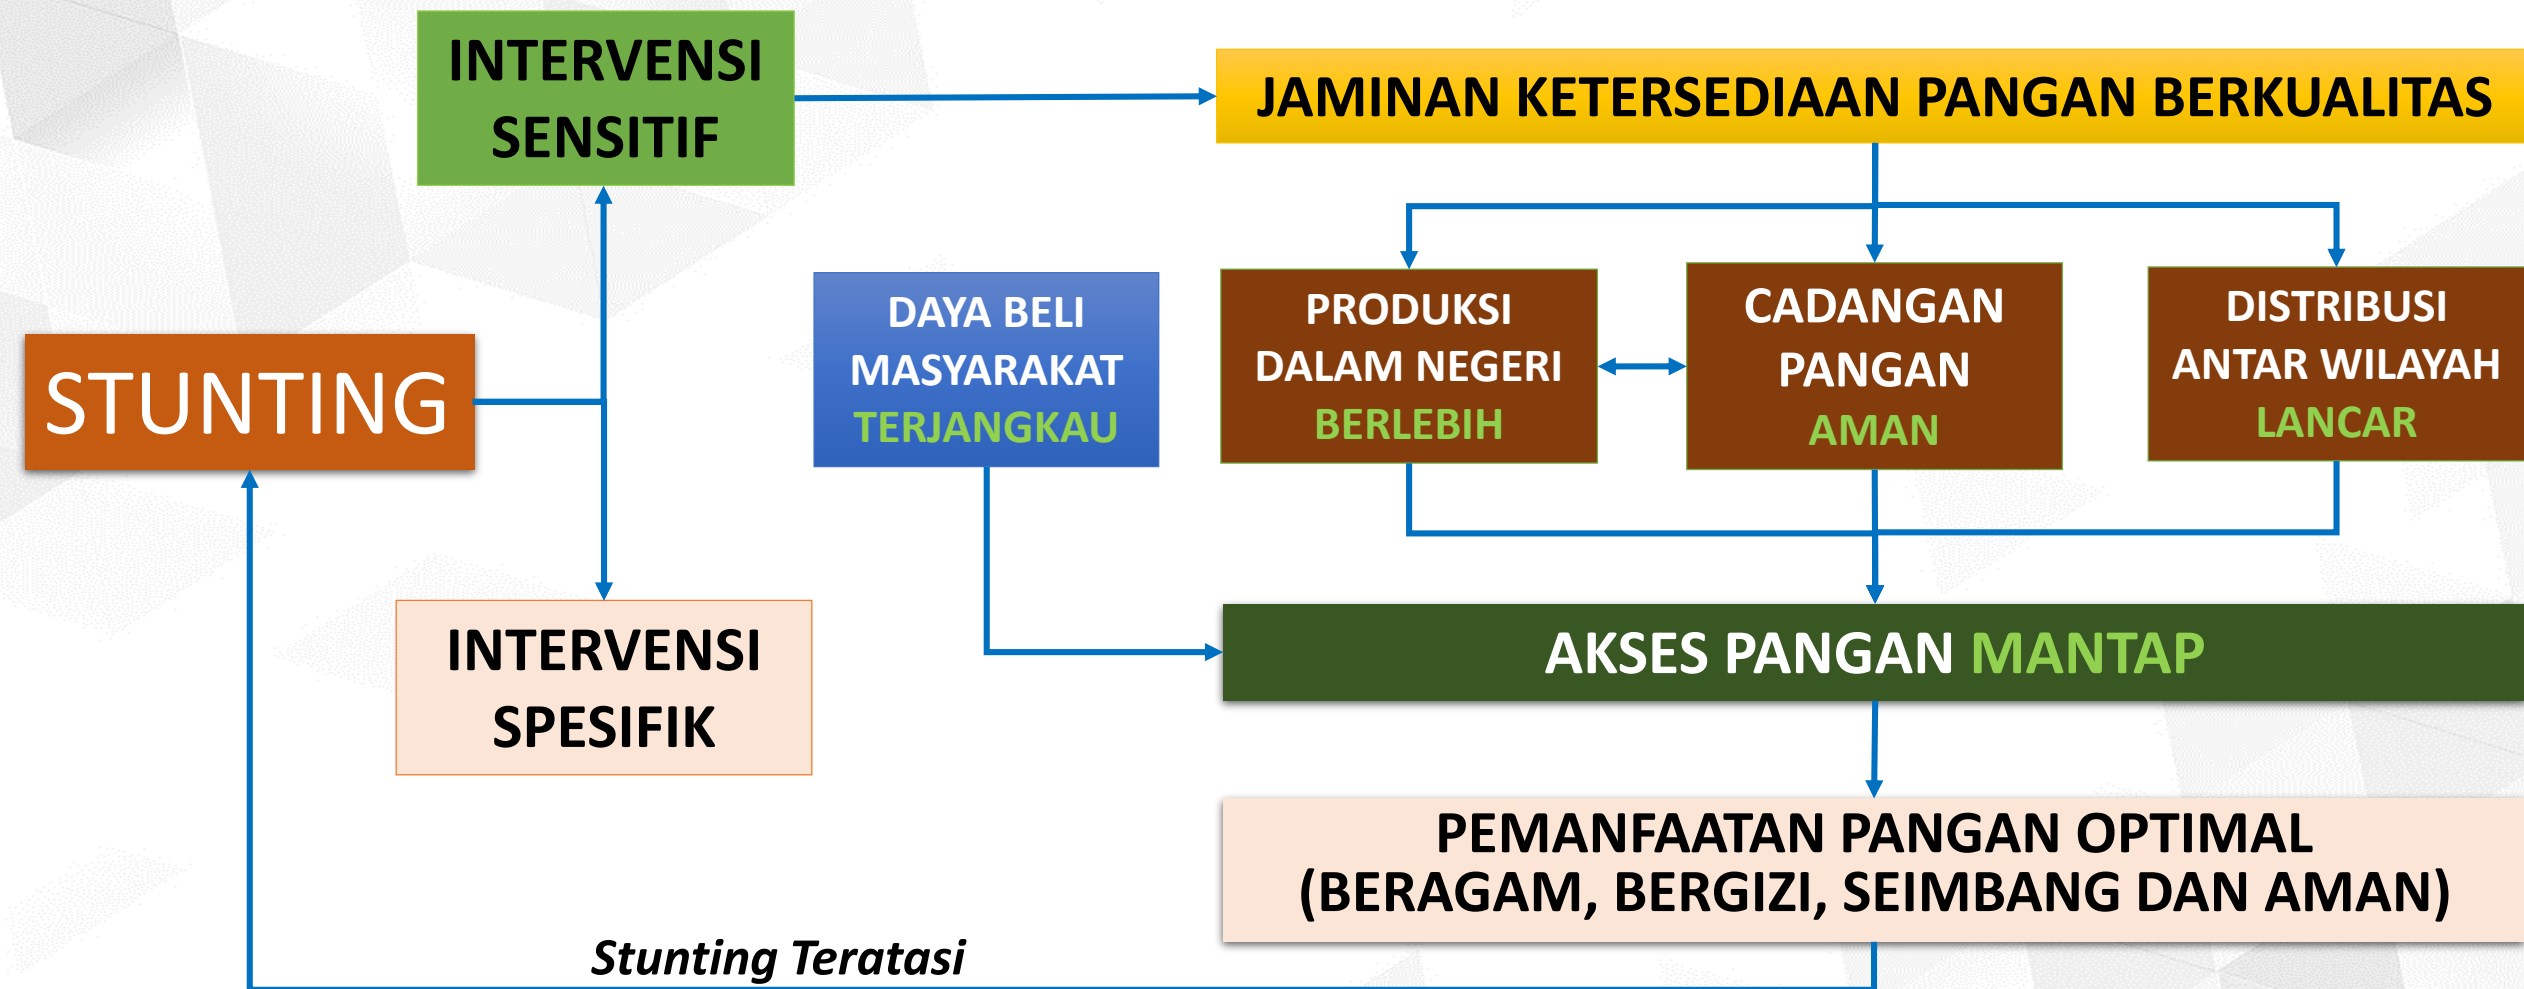 INTERVENSI
SENSITIF
JAMINAN KETERSEDIAAN PANGAN BERKUALITAS
STUNTING
DAYA BELI
MASYARAKAT
TERJANGKAU
PRODUKSI
DALAM NEGERI
BERLEBIH
CADANGAN
PANGAN
AMAN
DISTRIBUSI
ANTAR WILAYAH
LANCAR
INTERVENSI
SPESIFIK
AKSES PANGAN MANTAP
PEMANFAATAN PANGAN OPTIMAL
(BERAGAM, BERGIZI, SEIMBANG DAN AMAN)
Stunting Teratasi